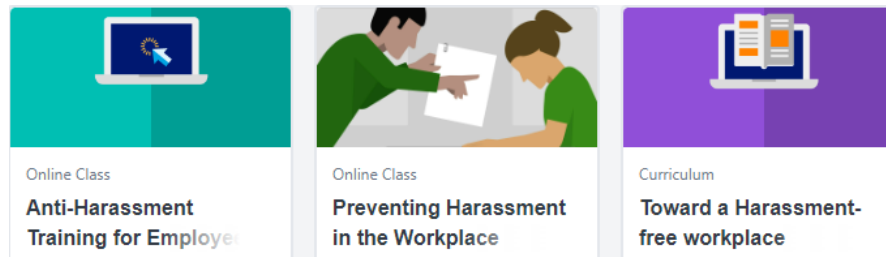 Online Class
Anti-Harassment
Training for Employe
Online Class
Preventing Harassment
in the Workplace
Curriculum
Toward a Harassment-
free workplace